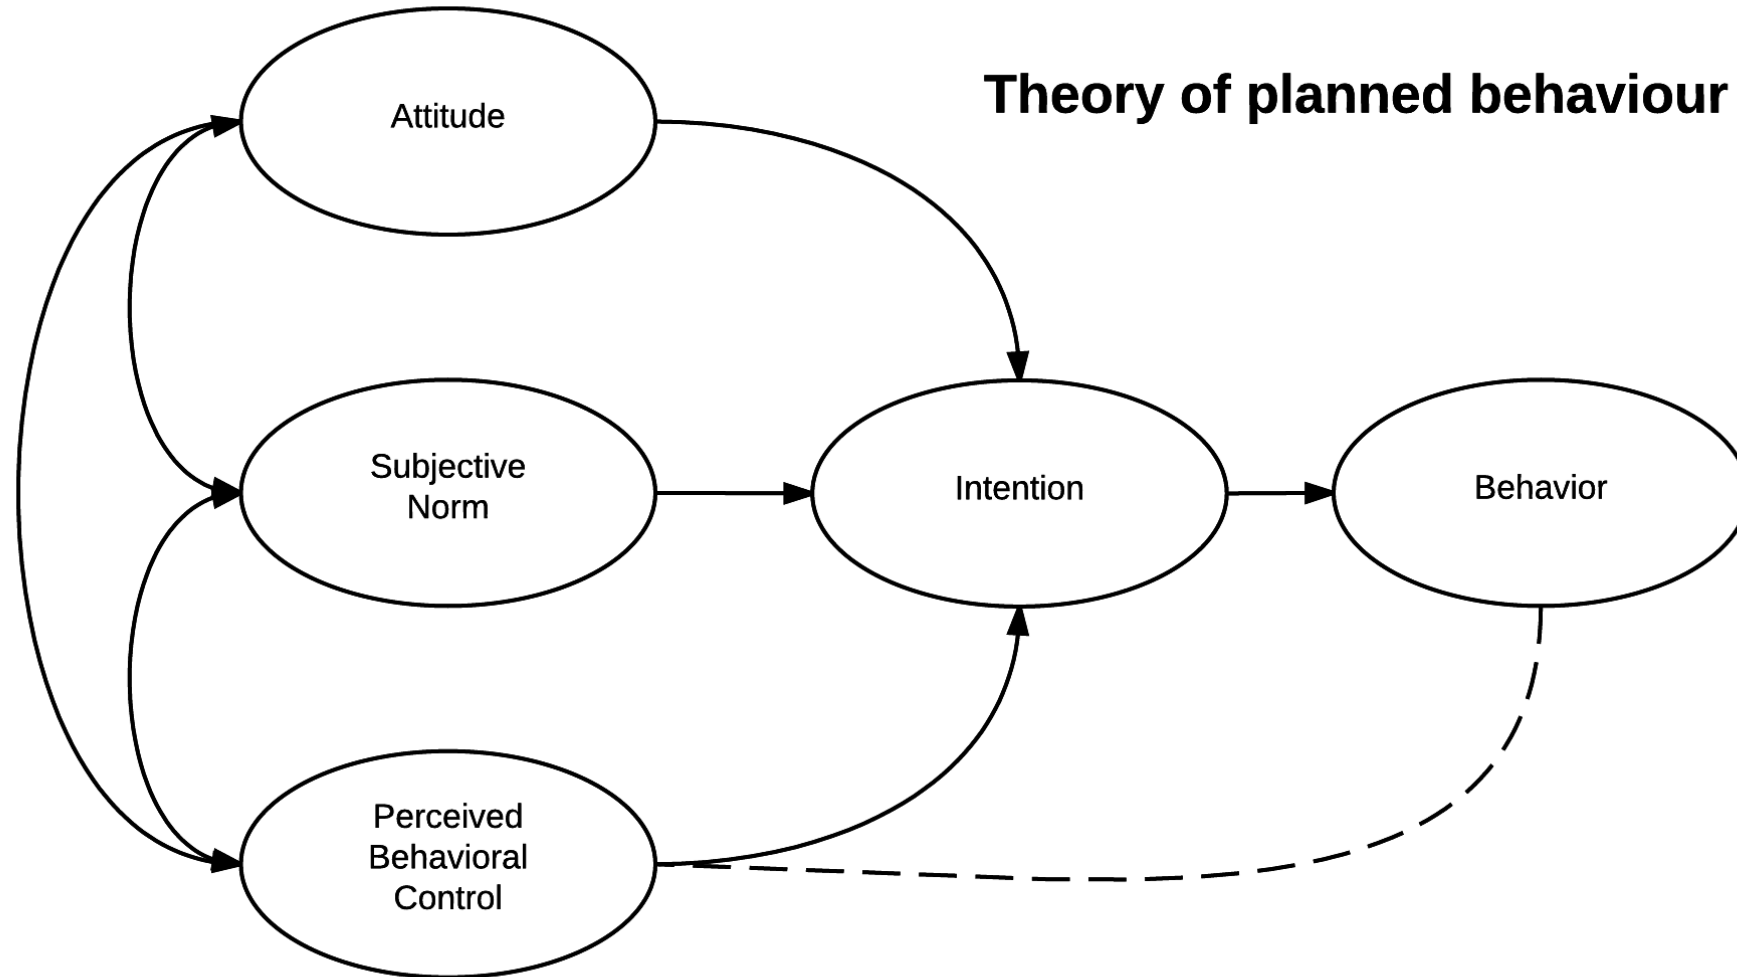 Theory of planned behaviour
Attitude
Subjective
Norm
Intention
Behavior
Perceived
Behavioral
Control